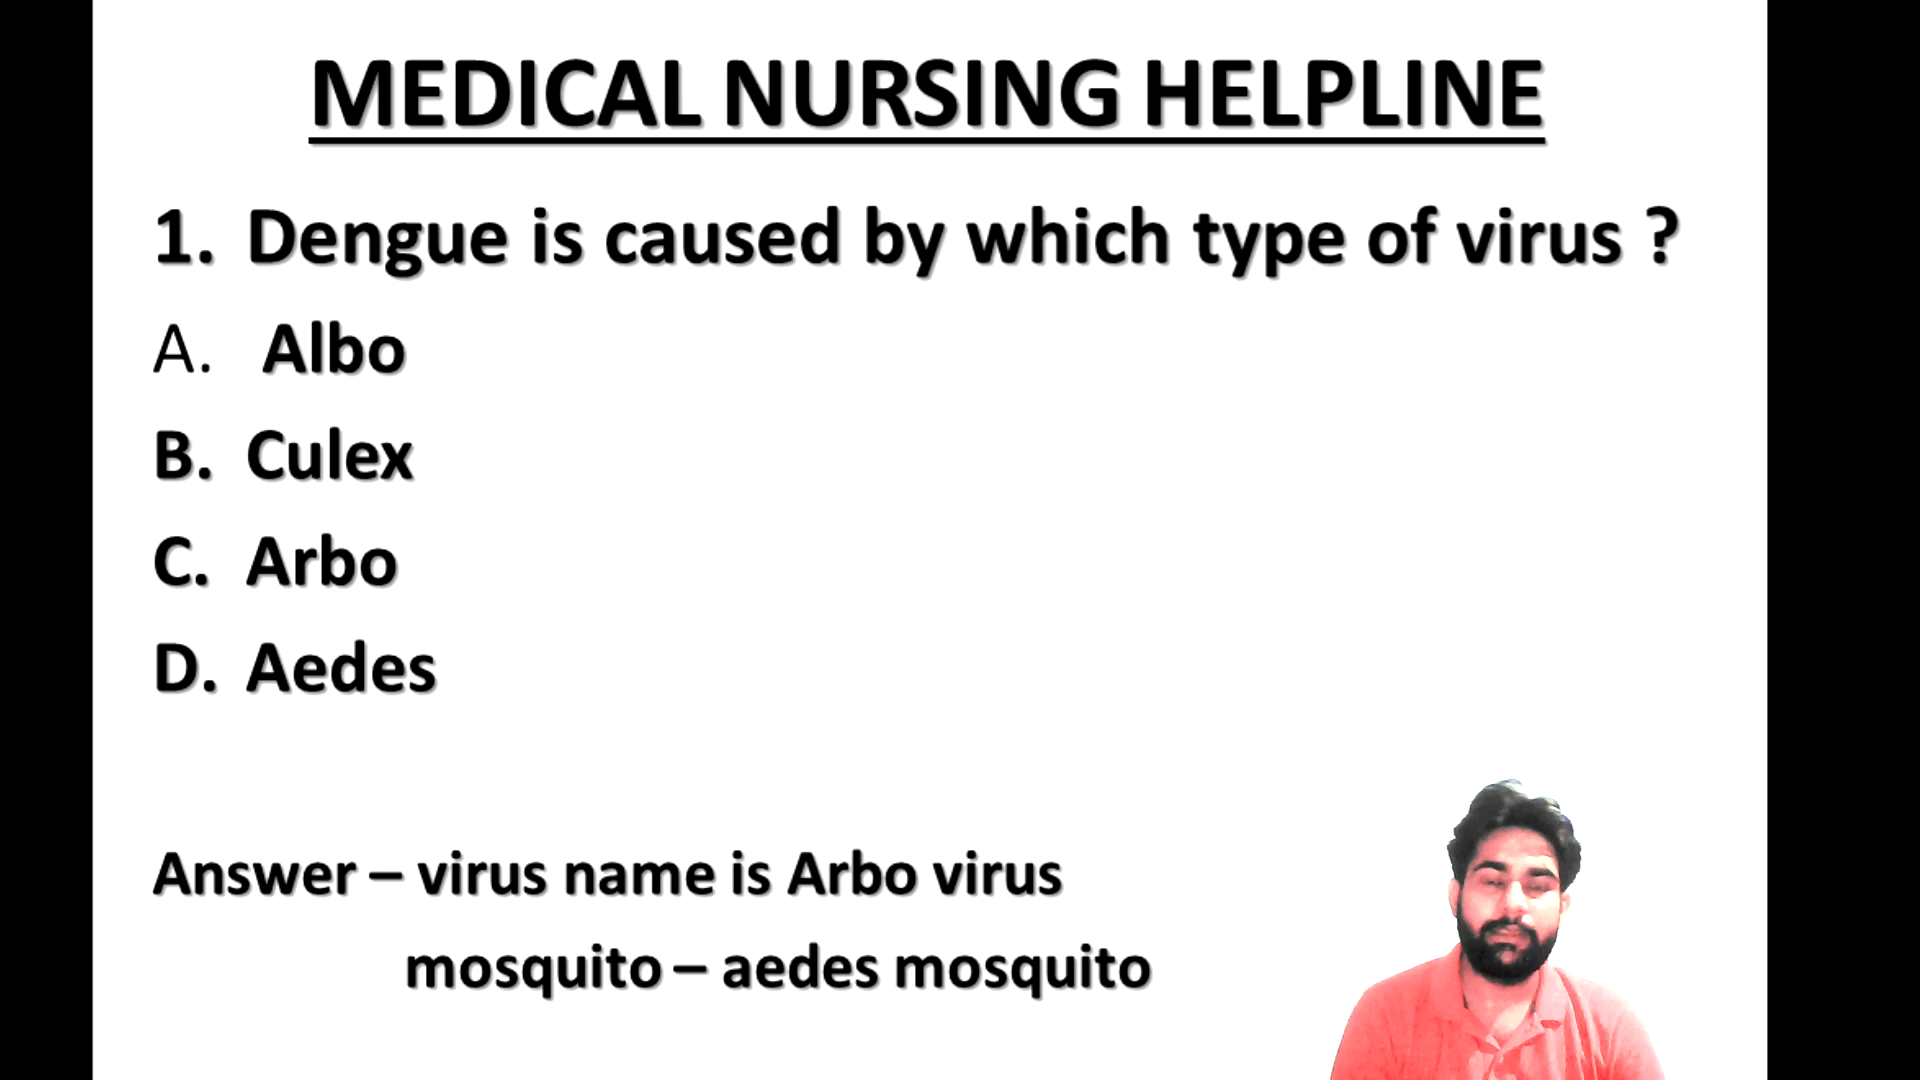 MEDICAL NURSING HELPLINE
1. Dengue is caused by which type of virus ?
A. Albo
B. Culex
C. Arbo
D. Aedes
Answer – virus name is Arbo virus
mosquito – aedes mosquito